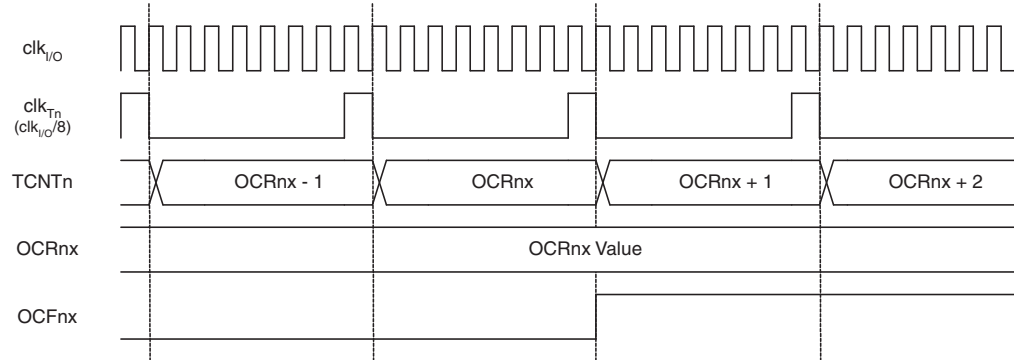 clkI/O
clkTn
(clkI/O/8)
TCNTn OCRnx - 1 OCRnx OCRnx + 1 OCRnx + 2
OCRnx OCRnx Value
OCFnx